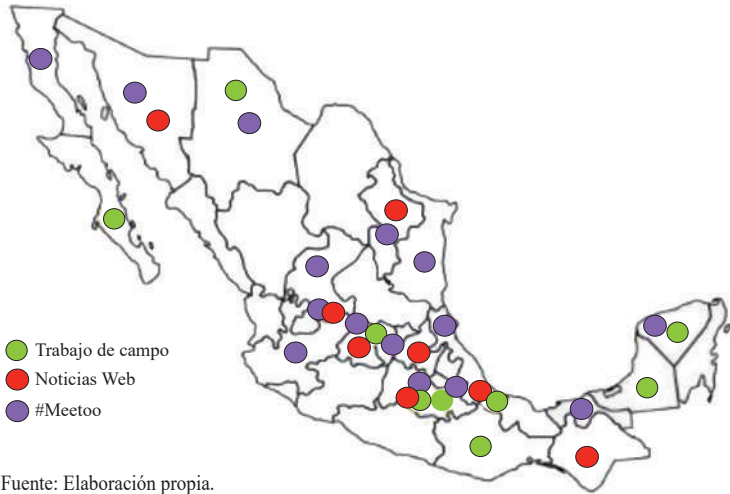 Trabajo de campo
Noticias Web
#Meetoo
Fuente: Elaboración propia.